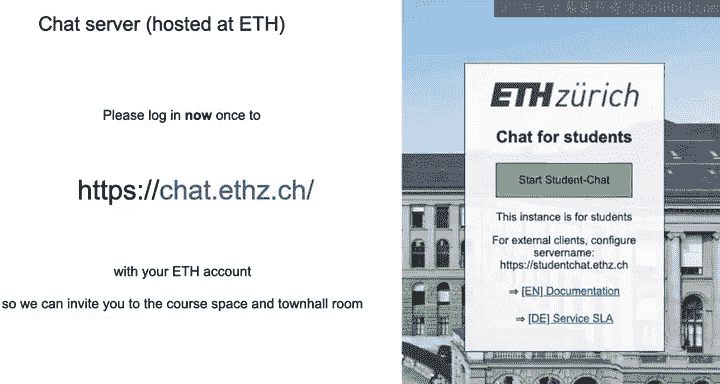 Chat server (hosted at ETH)
Please log in now once to
https://chat.ethz.ch/
with your ETH account
so we can invite you to the course space and townhall room
ETH zürich
Chat for students
Start Student-Chat
This instance is for students
For external clients, configure
servername:
https://studentchat.ethz.ch
⇒ [EN] Documentation
⇒ [DE] Service SLA